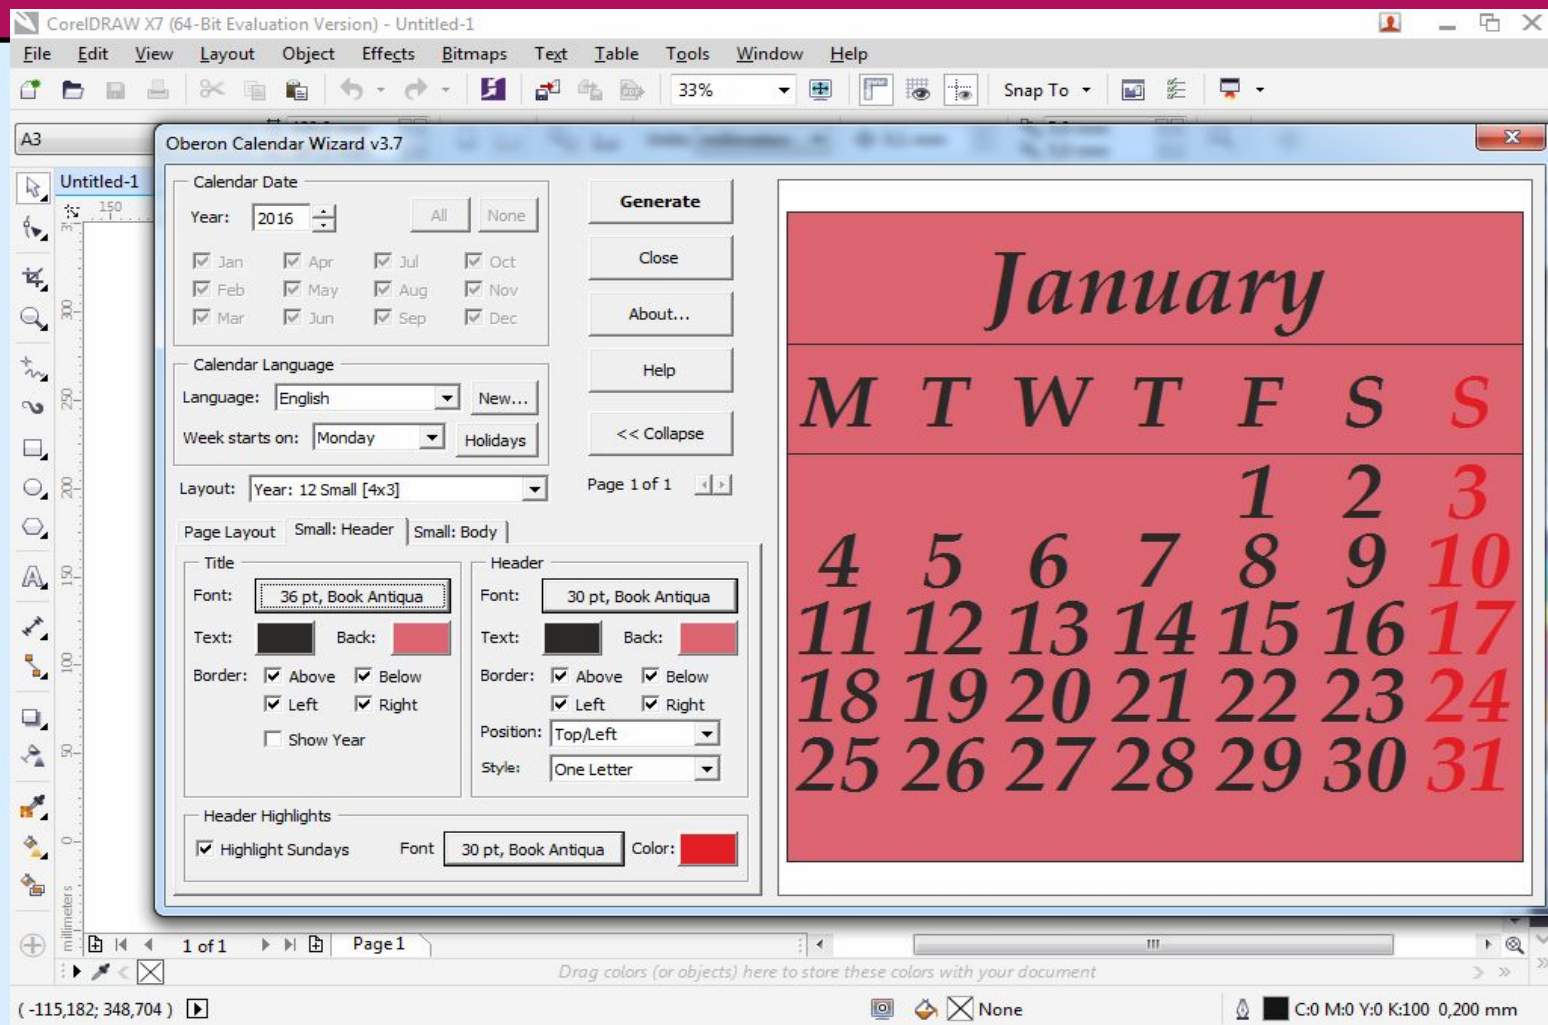 CorelDRAW X7 (64-Bit Evaluation Version) - Untitled-1
File Edit View Layout Object Effects Bitmaps Text Table Tools Window Help
33% Snap To
A3
Oberon Calendar Wizard v3.7
Untitled-1
150
Calendar Date
Year: 2016 All None
Jan Apr Jul Oct
Feb May Aug Nov
Mar Jun Sep Dec
Calendar Language
Language: English New...
Week starts on: Monday Holidays
Layout: Year: 12 Small [4x3]
Generate
Close
About...
Help
<< Collapse
Page 1 of 1
Page Layout Small: Header Small: Body
Title
Font: 36 pt, Book Antiqua
Text: Back:
Border: Above Below
Left Right
Show Year
Header
Font: 30 pt, Book Antiqua
Text: Back:
Border: Above Below
Left Right
Position: Top/Left
Style: One Letter
Header Highlights
Highlight Sundays Font 30 pt, Book Antiqua Color:
January
M T W T F S S
1 2 3
4 5 6 7 8 9 10
11 12 13 14 15 16 17
18 19 20 21 22 23 24
25 26 27 28 29 30 31
300
250
200
150
100
50
0
millimeters
1 of 1 Page 1
Drag colors (or objects) here to store these colors with your document
( -115,182; 348,704 ) None C:0 M:0 Y:0 K:100 0,200 mm